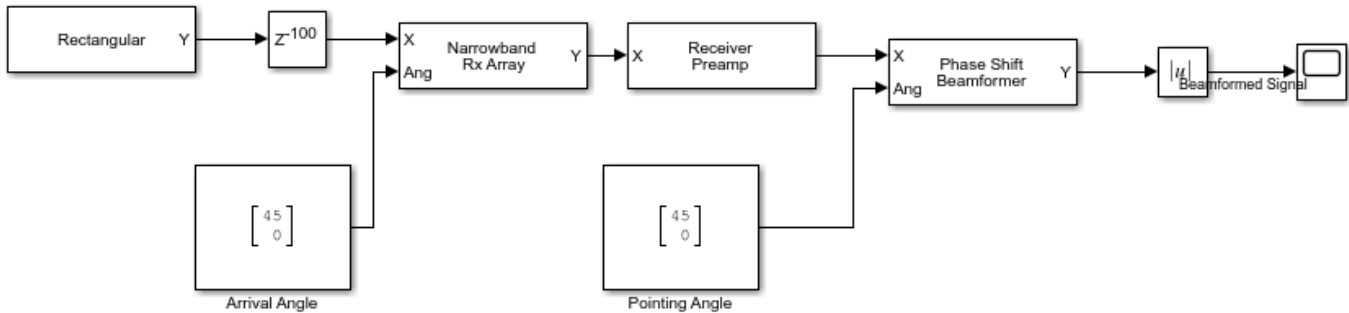 Rectangular
Y
Z-100
X
Ang
Narrowband
Rx Array
Y
X
Receiver
Preamp
X
Ang
Phase Shift
Beamformer
Y
|u|
Beamformed Signal
45
0
Arrival Angle
45
0
Pointing Angle